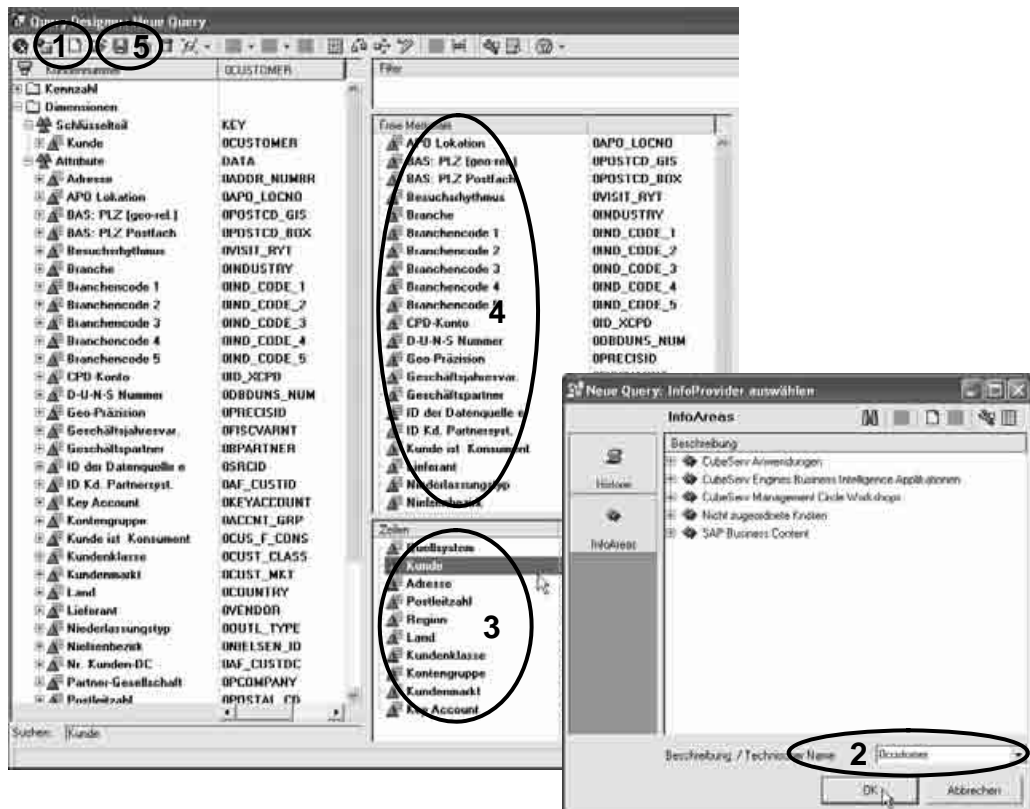 Query Designer - Neue Query
1
5
Kundennummer 0CUSTOMER
Kennzahl
Dimensionen
Schlüsselteil KEY
Kunde 0CUSTOMER
Attribute DATA
Adresse 0ADDR_NUMBR
APO Lokation 0APO_LOCNO
BAS: PLZ (geo-rel.) 0POSTCD_GIS
BAS: PLZ Postfach 0POSTCD_BOX
Besuchsrhythmus 0VISIT_RYT
Branche 0INDUSTRY
Branchencode 1 0IND_CODE_1
Branchencode 2 0IND_CODE_2
Branchencode 3 0IND_CODE_3
Branchencode 4 0IND_CODE_4
Branchencode 5 0IND_CODE_5
CPD-Konto 0ID_XCPD
D-U-N-S Nummer 0DBDUNS_NUM
Geo-Präzision 0PRECISID
Geschäftsjahresvar. 0FISCVARNT
Geschäftspartner 0BPARTNER
ID der Datenquelle e 0SRCID
ID Kd. Partnersyst. 0AF_CUSTID
Key Account 0KEYACCOUNT
Kontengruppe 0ACCNT_GRP
Kunde ist Konsument 0CUS_F_CONS
Kundenklasse 0CUST_CLASS
Kundenmarkt 0CUST_MKT
Land 0COUNTRY
Lieferant 0VENDOR
Niederlassungstyp 0OUTL_TYPE
Nielsenbezirk 0NIELSEN_ID
Nr. Kunden-DC 0AF_CUSTDC
Partner-Gesellschaft 0PCOMPANY
Postleitzahl 0POSTAL_CD
Suchen: Kunde
Filter
Freie Merkmale
APO Lokation 0APO_LOCNO
BAS: PLZ (geo-rel.) 0POSTCD_GIS
BAS: PLZ Postfach 0POSTCD_BOX
Besuchsrhythmus 0VISIT_RYT
Branche 0INDUSTRY
Branchencode 1 0IND_CODE_1
Branchencode 2 0IND_CODE_2
Branchencode 3 0IND_CODE_3
Branchencode 4 0IND_CODE_4
Branchencode 0IND_CODE_5
4
CPD-Konto 0ID_XCPD
D-U-N-S Nummer 0DBDUNS_NUM
Geo-Präzision 0PRECISID
Geschäftsjahresvar.
Geschäftspartner
ID der Datenquelle e
ID Kd. Partnersyst.
Kunde ist Konsument
Lieferant
Niederlassungstyp
Nielsenbezirk
Zeilen
Quellsystem
Kunde
Adresse
Postleitzahl
Region
Land
Kundenklasse
Kontengruppe
Kundenmarkt
Key Account
3
Neue Query: InfoProvider auswählen
InfoAreas
Historie
InfoAreas
Beschreibung
CubeServ Anwendungen
CubeServ Engines Business Intelligence Applikationen
CubeServ Management Circle Workshops
Nicht zugeordnete Knoten
SAP Business Content
Beschreibung / Technischer Name 2 0customer
OK Abbrechen